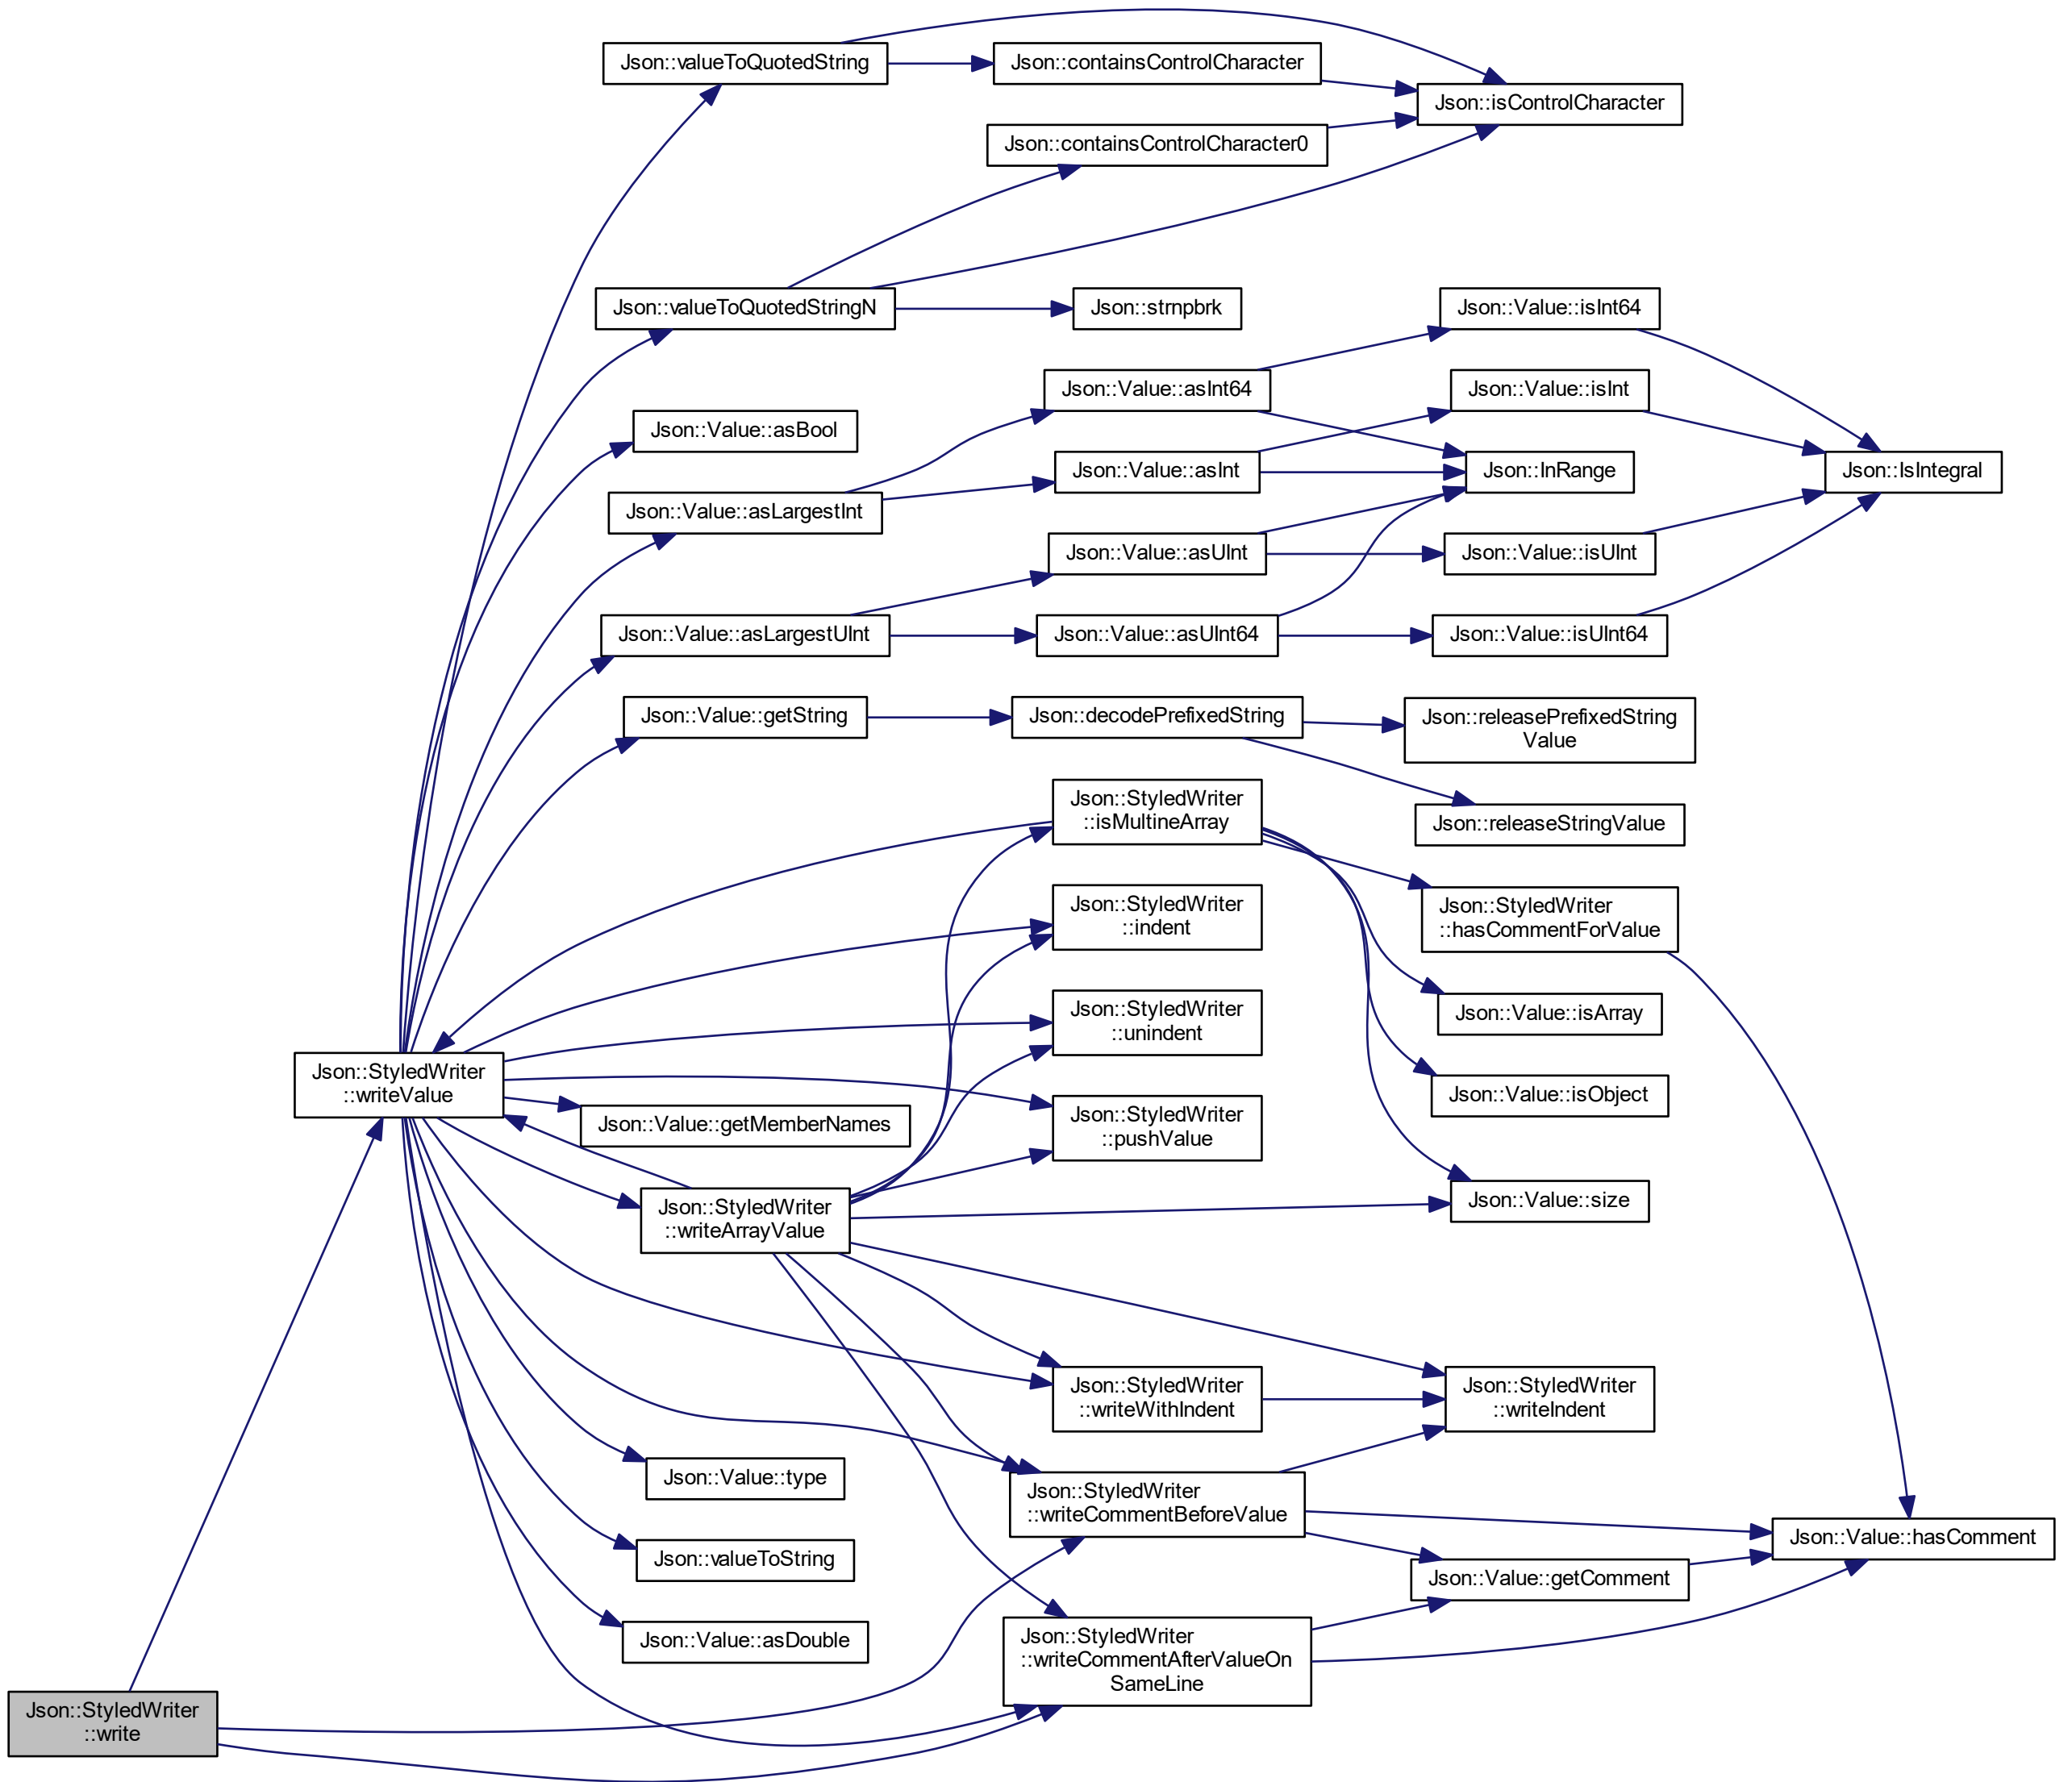 Json::valueToQuotedString
Json::containsControlCharacter
Json::isControlCharacter
Json::containsControlCharacter0
Json::valueToQuotedStringN
Json::strnpbrk
Json::Value::isInt64
Json::Value::asInt64
Json::Value::isInt
Json::Value::asBool
Json::Value::asInt
Json::InRange
Json::IsIntegral
Json::Value::asLargestInt
Json::Value::asUInt
Json::Value::isUInt
Json::Value::asLargestUInt
Json::Value::asUInt64
Json::Value::isUInt64
Json::Value::getString
Json::decodePrefixedString
Json::releasePrefixedString
Value
Json::releaseStringValue
Json::StyledWriter
::isMultineArray
Json::StyledWriter
::indent
Json::StyledWriter
::hasCommentForValue
Json::StyledWriter
::unindent
Json::Value::isArray
Json::StyledWriter
::writeValue
Json::Value::isObject
Json::Value::getMemberNames
Json::StyledWriter
::pushValue
Json::StyledWriter
::writeArrayValue
Json::Value::size
Json::StyledWriter
::writeWithIndent
Json::StyledWriter
::writeIndent
Json::Value::type
Json::StyledWriter
::writeCommentBeforeValue
Json::Value::hasComment
Json::valueToString
Json::Value::getComment
Json::Value::asDouble
Json::StyledWriter
::writeCommentAfterValueOn
SameLine
Json::StyledWriter
::write